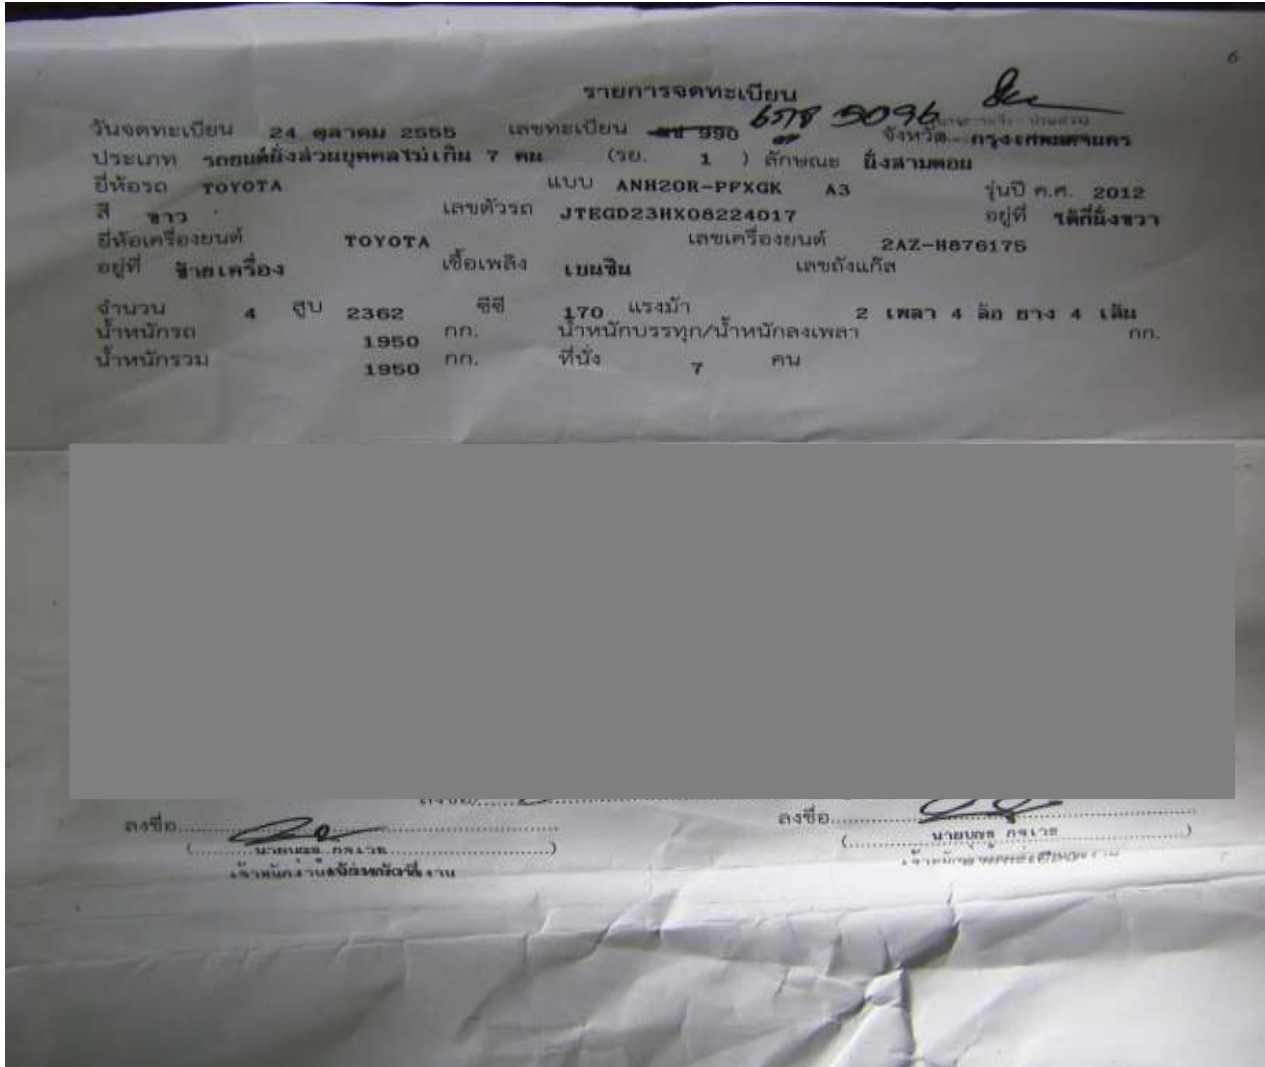 6
รายการจดทะเบียน
วันจดทะเบียน 24 ตุลาคม 2555 เลขทะเบียน 990 5096 จังหวัด กรุงเทพมหานคร
ประเภท รถยนต์นั่งส่วนบุคคลไม่เกิน 7 คน (รย. 1 ) ลักษณะ นั่งสามตอน
ยี่ห้อรถ TOYOTA แบบ ANH20R-PFXGK A3 รุ่นปี ค.ศ. 2012
สี ขาว เลขตัวรถ JTEGD23HX08224017 อยู่ที่ ใต้ที่นั่งขวา
ยี่ห้อเครื่องยนต์ TOYOTA เลขเครื่องยนต์ 2AZ-H876175
อยู่ที่ ซ้ายเครื่อง เชื้อเพลิง เบนซิน เลขถังแก๊ส
จำนวน 4 สูบ 2362 ซีซี 170 แรงม้า 2 เพลา 4 ล้อ ยาง 4 เส้น
น้ำหนักรถ 1950 กก. น้ำหนักบรรทุก/น้ำหนักลงเพลา กก.
น้ำหนักรวม 1950 กก. ที่นั่ง 7 คน
ลงชื่อ
ลงชื่อ